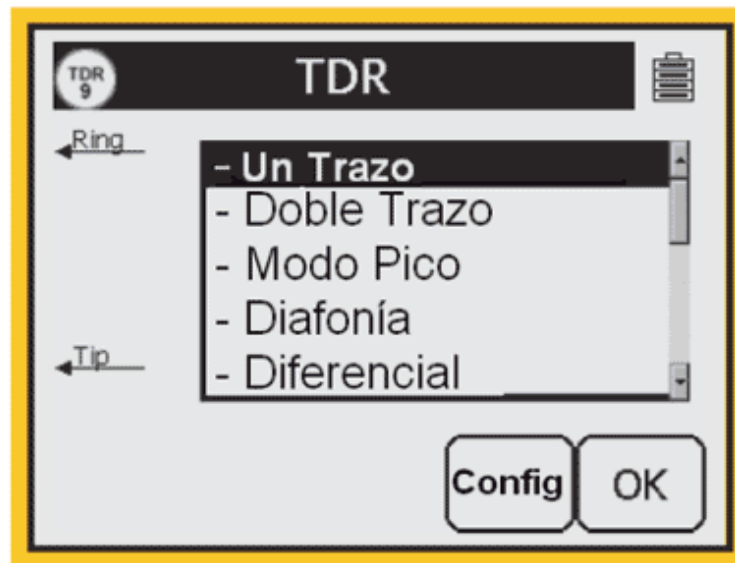 TDR
9
TDR
Ring
- Un Trazo
- Doble Trazo
- Modo Pico
- Diafonía
- Diferencial
Tip
Config
OK